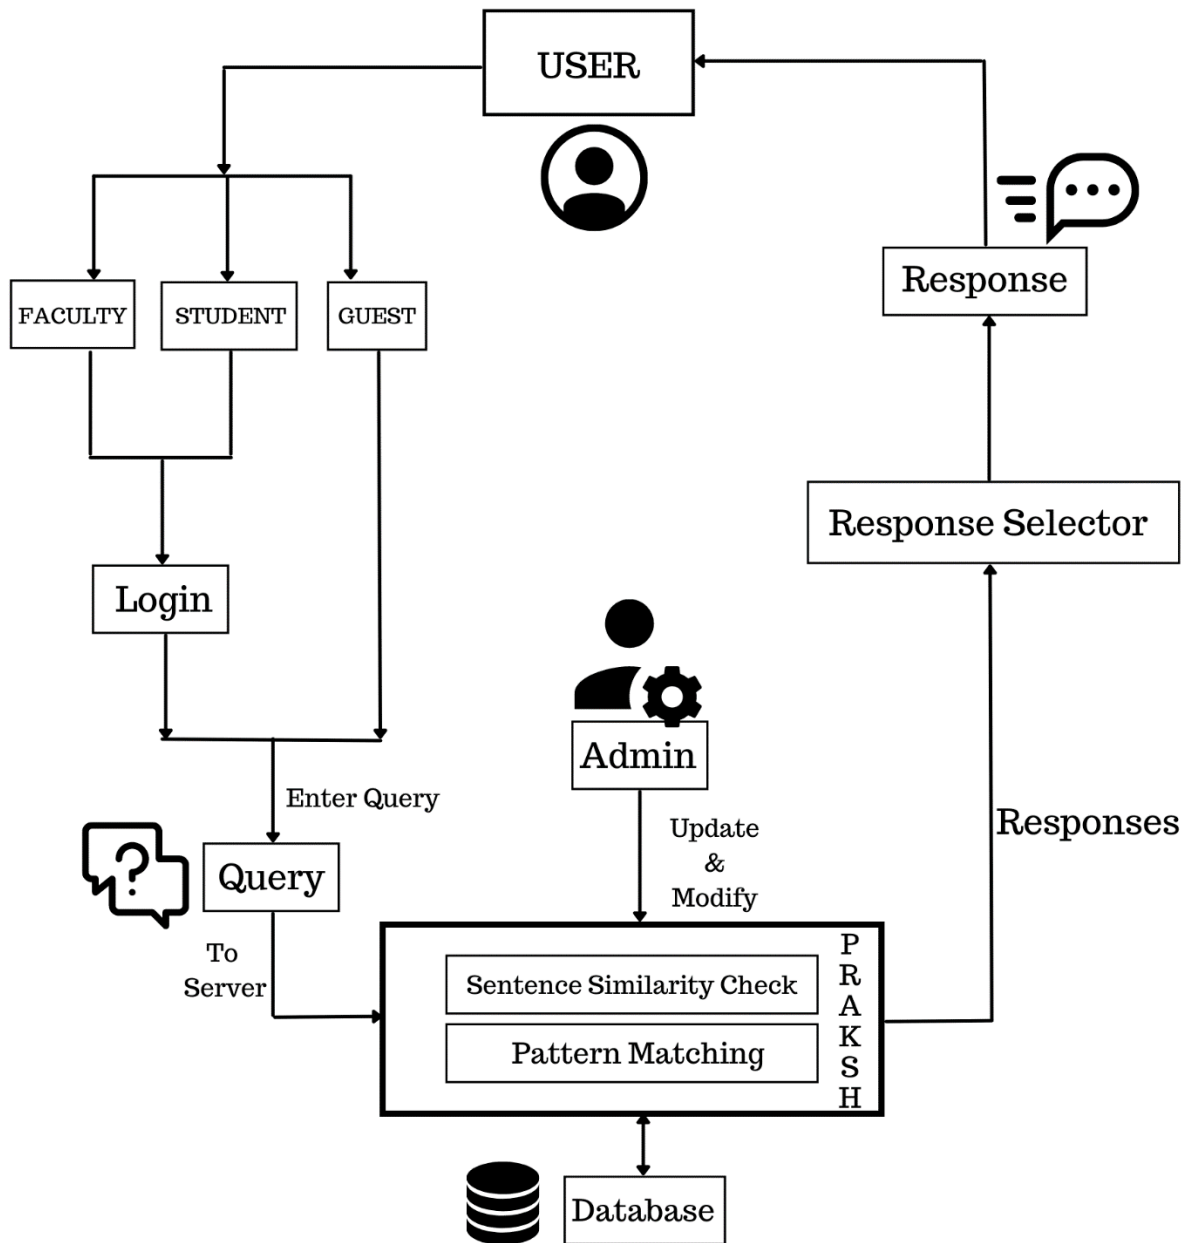 USER
FACULTY
STUDENT
GUEST
Response
Response Selector
Login
Admin
Enter Query
Query
Update
&
Modify
Responses
To
Server
Sentence Similarity Check
Pattern Matching
P
R
A
K
S
H
Database